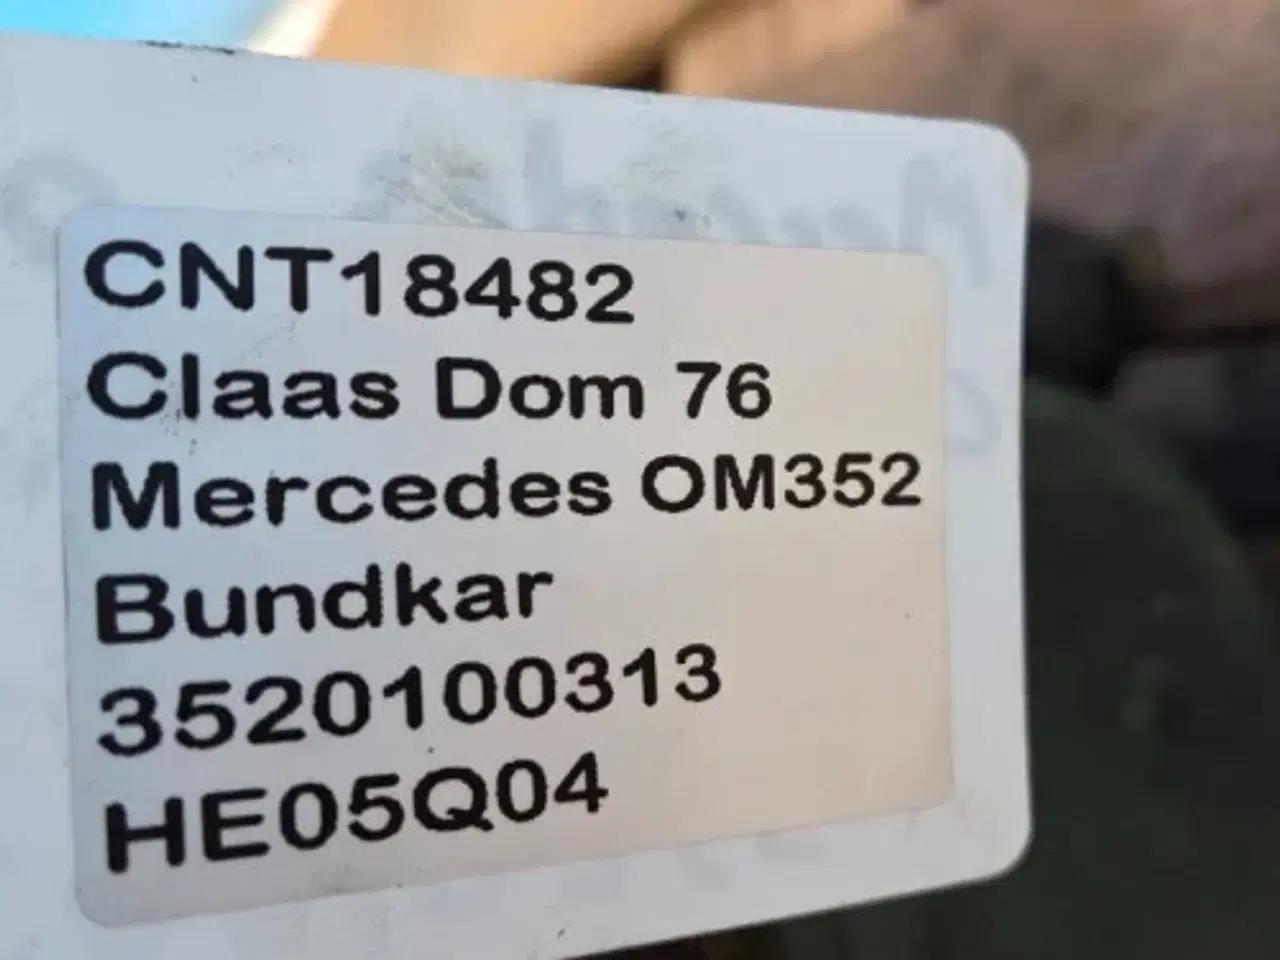 CNT18482
Claas Dom 76
Mercedes OM352
Bundkar
3520100313
HE05Q04